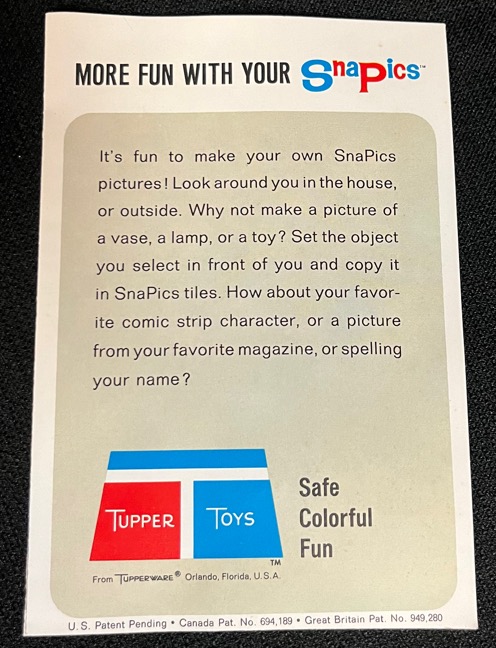 MORE FUN WITH YOUR SnaPics™
It's fun to make your own SnaPics
pictures! Look around you in the house,
or outside. Why not make a picture of
a vase, a lamp, or a toy? Set the object
you select in front of you and copy it
in SnaPics tiles. How about your favor-
ite comic strip character, or a picture
from your favorite magazine, or spelling
your name?
TUPPER TOYS
TM
Safe
Colorful
Fun
From TUPPERWARE® Orlando, Florida, U.S.A.
U.S. Patent Pending • Canada Pat. No. 694,189 • Great Britain Pat. No. 949,280